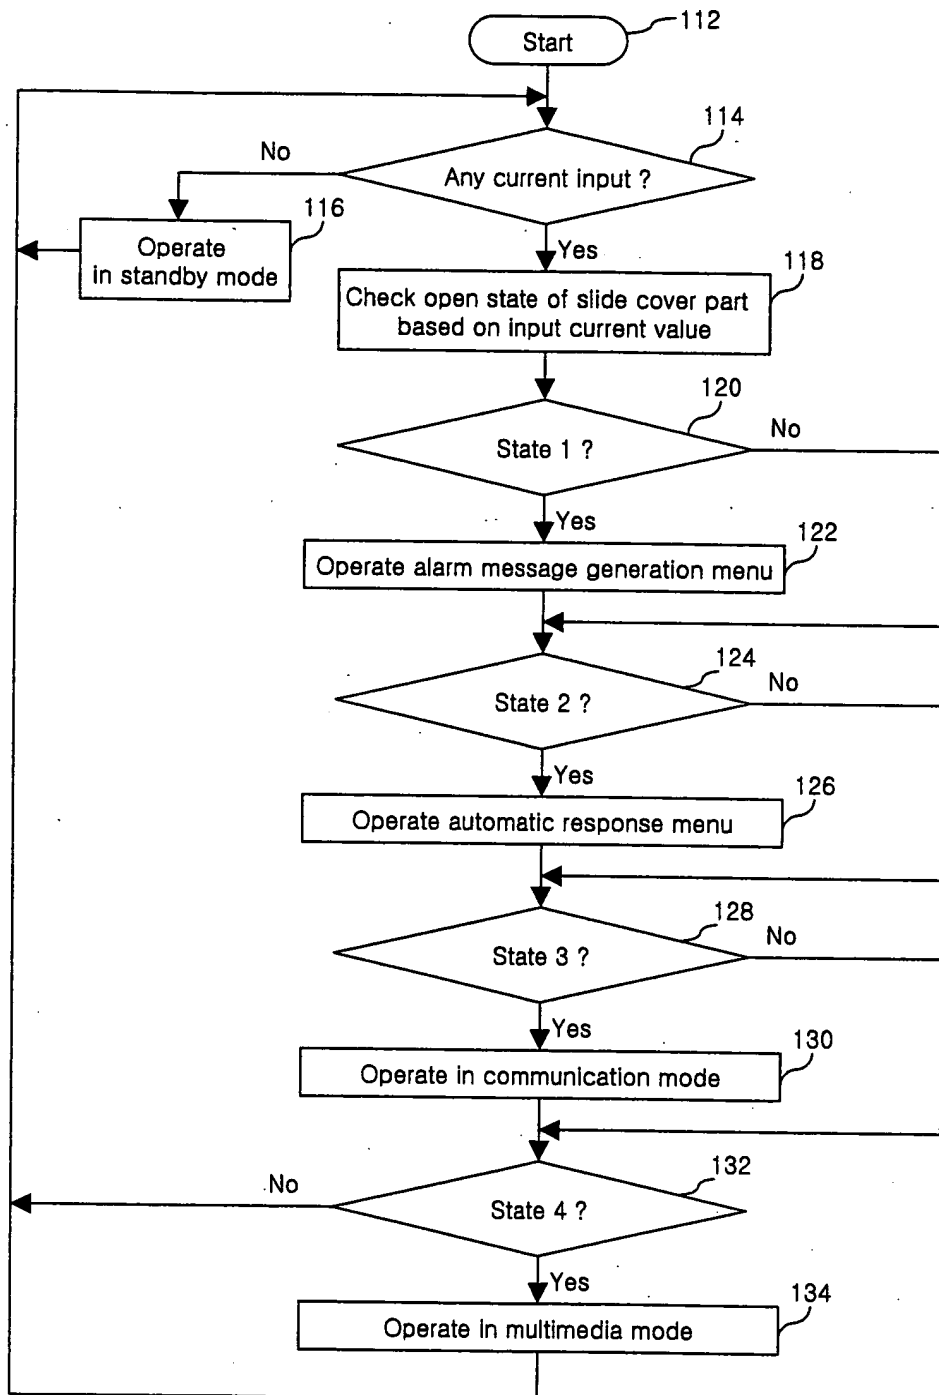 Start
112
114
Any current input ?
No
116
Operate
in standby mode
Yes
118
Check open state of slide cover part
based on input current value
120
State 1 ?
No
Yes
122
Operate alarm message generation menu
124
State 2 ?
No
Yes
126
Operate automatic response menu
128
State 3 ?
No
Yes
130
Operate in communication mode
132
No
State 4 ?
Yes
134
Operate in multimedia mode